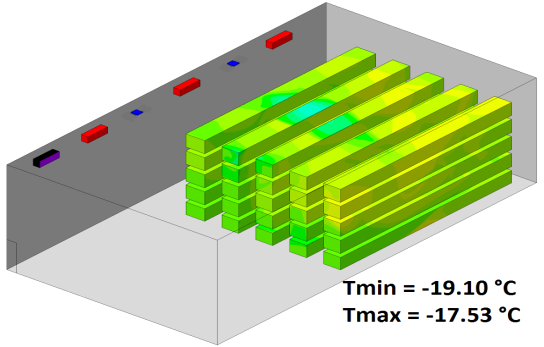 Tmin = -19.10 °C
Tmax = -17.53 °C